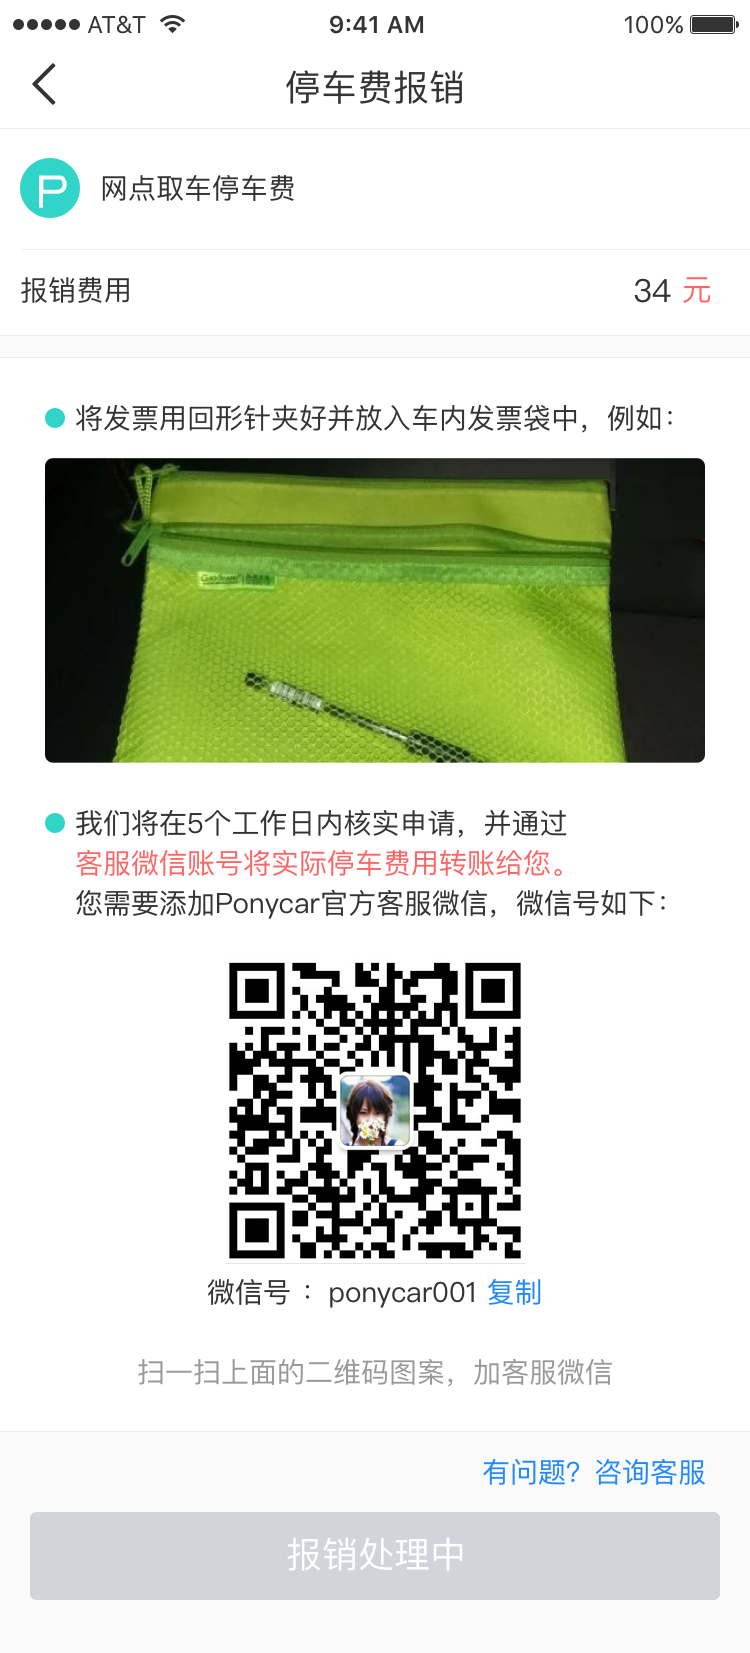 AT&T 9:41 AM 100%
停车费报销
P 网点取车停车费
报销费用 34 元
将发票用回形针夹好并放入车内发票袋中，例如：
我们将在5个工作日内核实申请，并通过
客服微信账号将实际停车费用转账给您。
您需要添加Ponycar官方客服微信，微信号如下：
微信号 ： ponycar001 复制
扫一扫上面的二维码图案，加客服微信
有问题？咨询客服
报销处理中